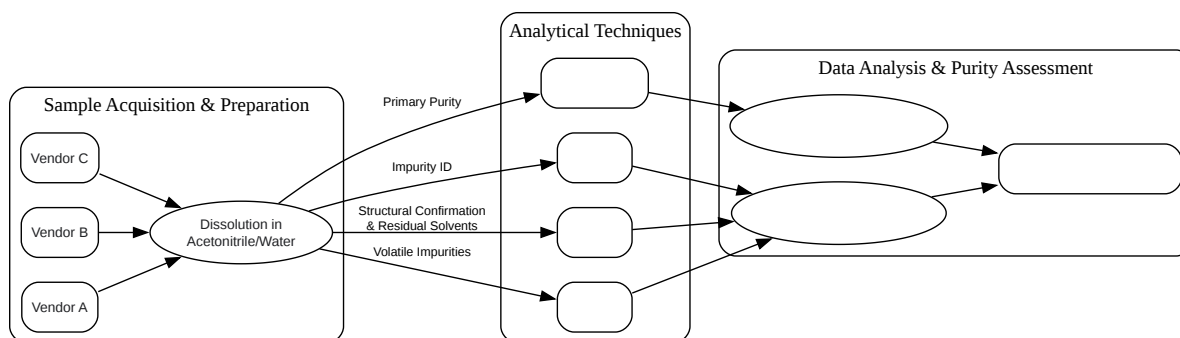 Analytical Techniques
Data Analysis & Purity Assessment
Sample Acquisition & Preparation
Primary Purity
Vendor C
Impurity ID
Structural Confirmation
& Residual Solvents
Vendor B
Dissolution in
Acetonitrile/Water
Volatile Impurities
Vendor A